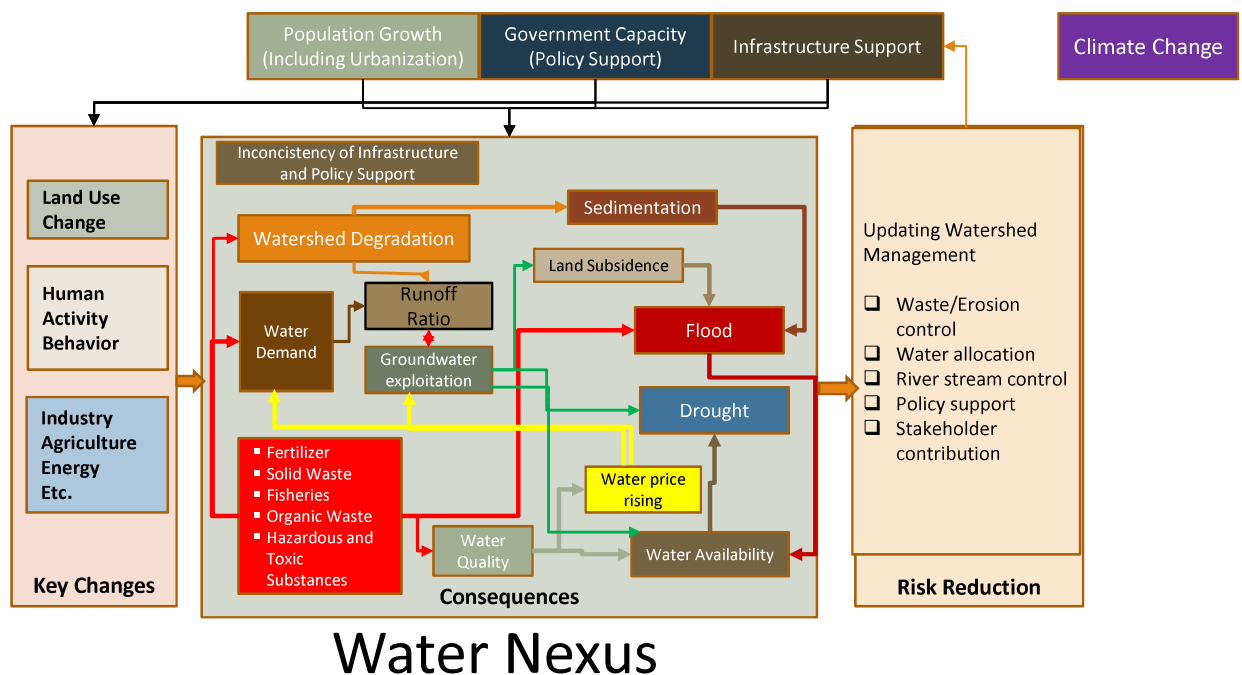 Population Growth
(Including Urbanization)
Government Capacity
(Policy Support)
Infrastructure Support
Climate Change
Land Use
Change
Human
Activity
Behavior
Industry
Agriculture
Energy
Etc.
Key Changes
Inconcistency of Infrastructure
and Policy Support
Watershed Degradation
Sedimentation
Land Subsidence
Runoff
Ratio
Water
Demand
Flood
Groundwater
exploitation
Drought
Fertilizer
Solid Waste
Fisheries
Organic Waste
Hazardous and
Toxic
Substances
Water price
rising
Water
Quality
Water Availability
Consequences
Updating Watershed
Management
Waste/Erosion
control
Water allocation
River stream control
Policy support
Stakeholder
contribution
Risk Reduction
Water Nexus